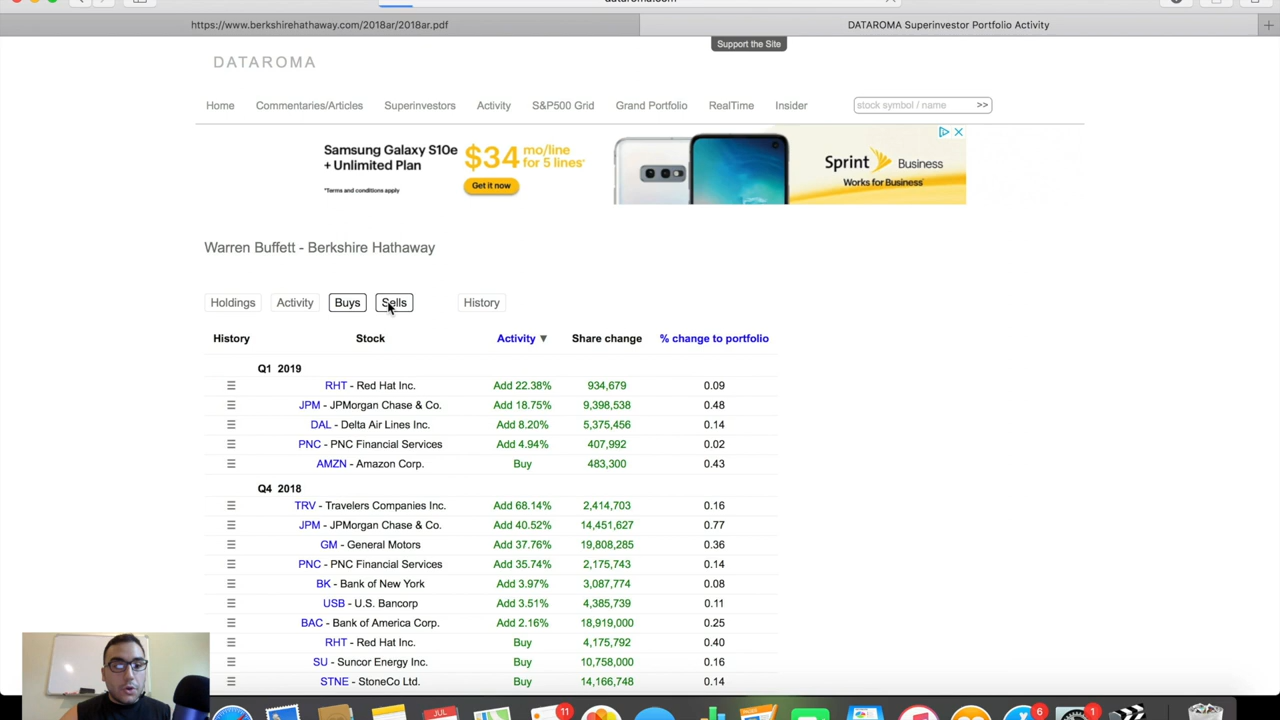 https://www.berkshirehathaway.com/2018ar/2018ar.pdf
DATAROMA Superinvestor Portfolio Activity
Support the Site
DATAROMA
Home Commentaries/Articles Superinvestors Activity S&P500 Grid Grand Portfolio RealTime Insider stock symbol / name >>
Samsung Galaxy S10e
+ Unlimited Plan
*Terms and conditions apply
$34 mo/line
for 5 lines*
Get it now
Sprint Business
Works for Business
Warren Buffett - Berkshire Hathaway
Holdings Activity Buys Sells History
History Stock Activity ▼ Share change % change to portfolio
Q1 2019
RHT - Red Hat Inc. Add 22.38% 934,679 0.09
JPM - JPMorgan Chase & Co. Add 18.75% 9,398,538 0.48
DAL - Delta Air Lines Inc. Add 8.20% 5,375,456 0.14
PNC - PNC Financial Services Add 4.94% 407,992 0.02
AMZN - Amazon Corp. Buy 483,300 0.43
Q4 2018
TRV - Travelers Companies Inc. Add 68.14% 2,414,703 0.16
JPM - JPMorgan Chase & Co. Add 40.52% 14,451,627 0.77
GM - General Motors Add 37.76% 19,808,285 0.36
PNC - PNC Financial Services Add 35.74% 2,175,743 0.14
BK - Bank of New York Add 3.97% 3,087,774 0.08
USB - U.S. Bancorp Add 3.51% 4,385,739 0.11
BAC - Bank of America Corp. Add 2.16% 18,919,000 0.25
RHT - Red Hat Inc. Buy 4,175,792 0.40
SU - Suncor Energy Inc. Buy 10,758,000 0.16
STNE - StoneCo Ltd. Buy 14,166,748 0.14
JUL 11 6 1